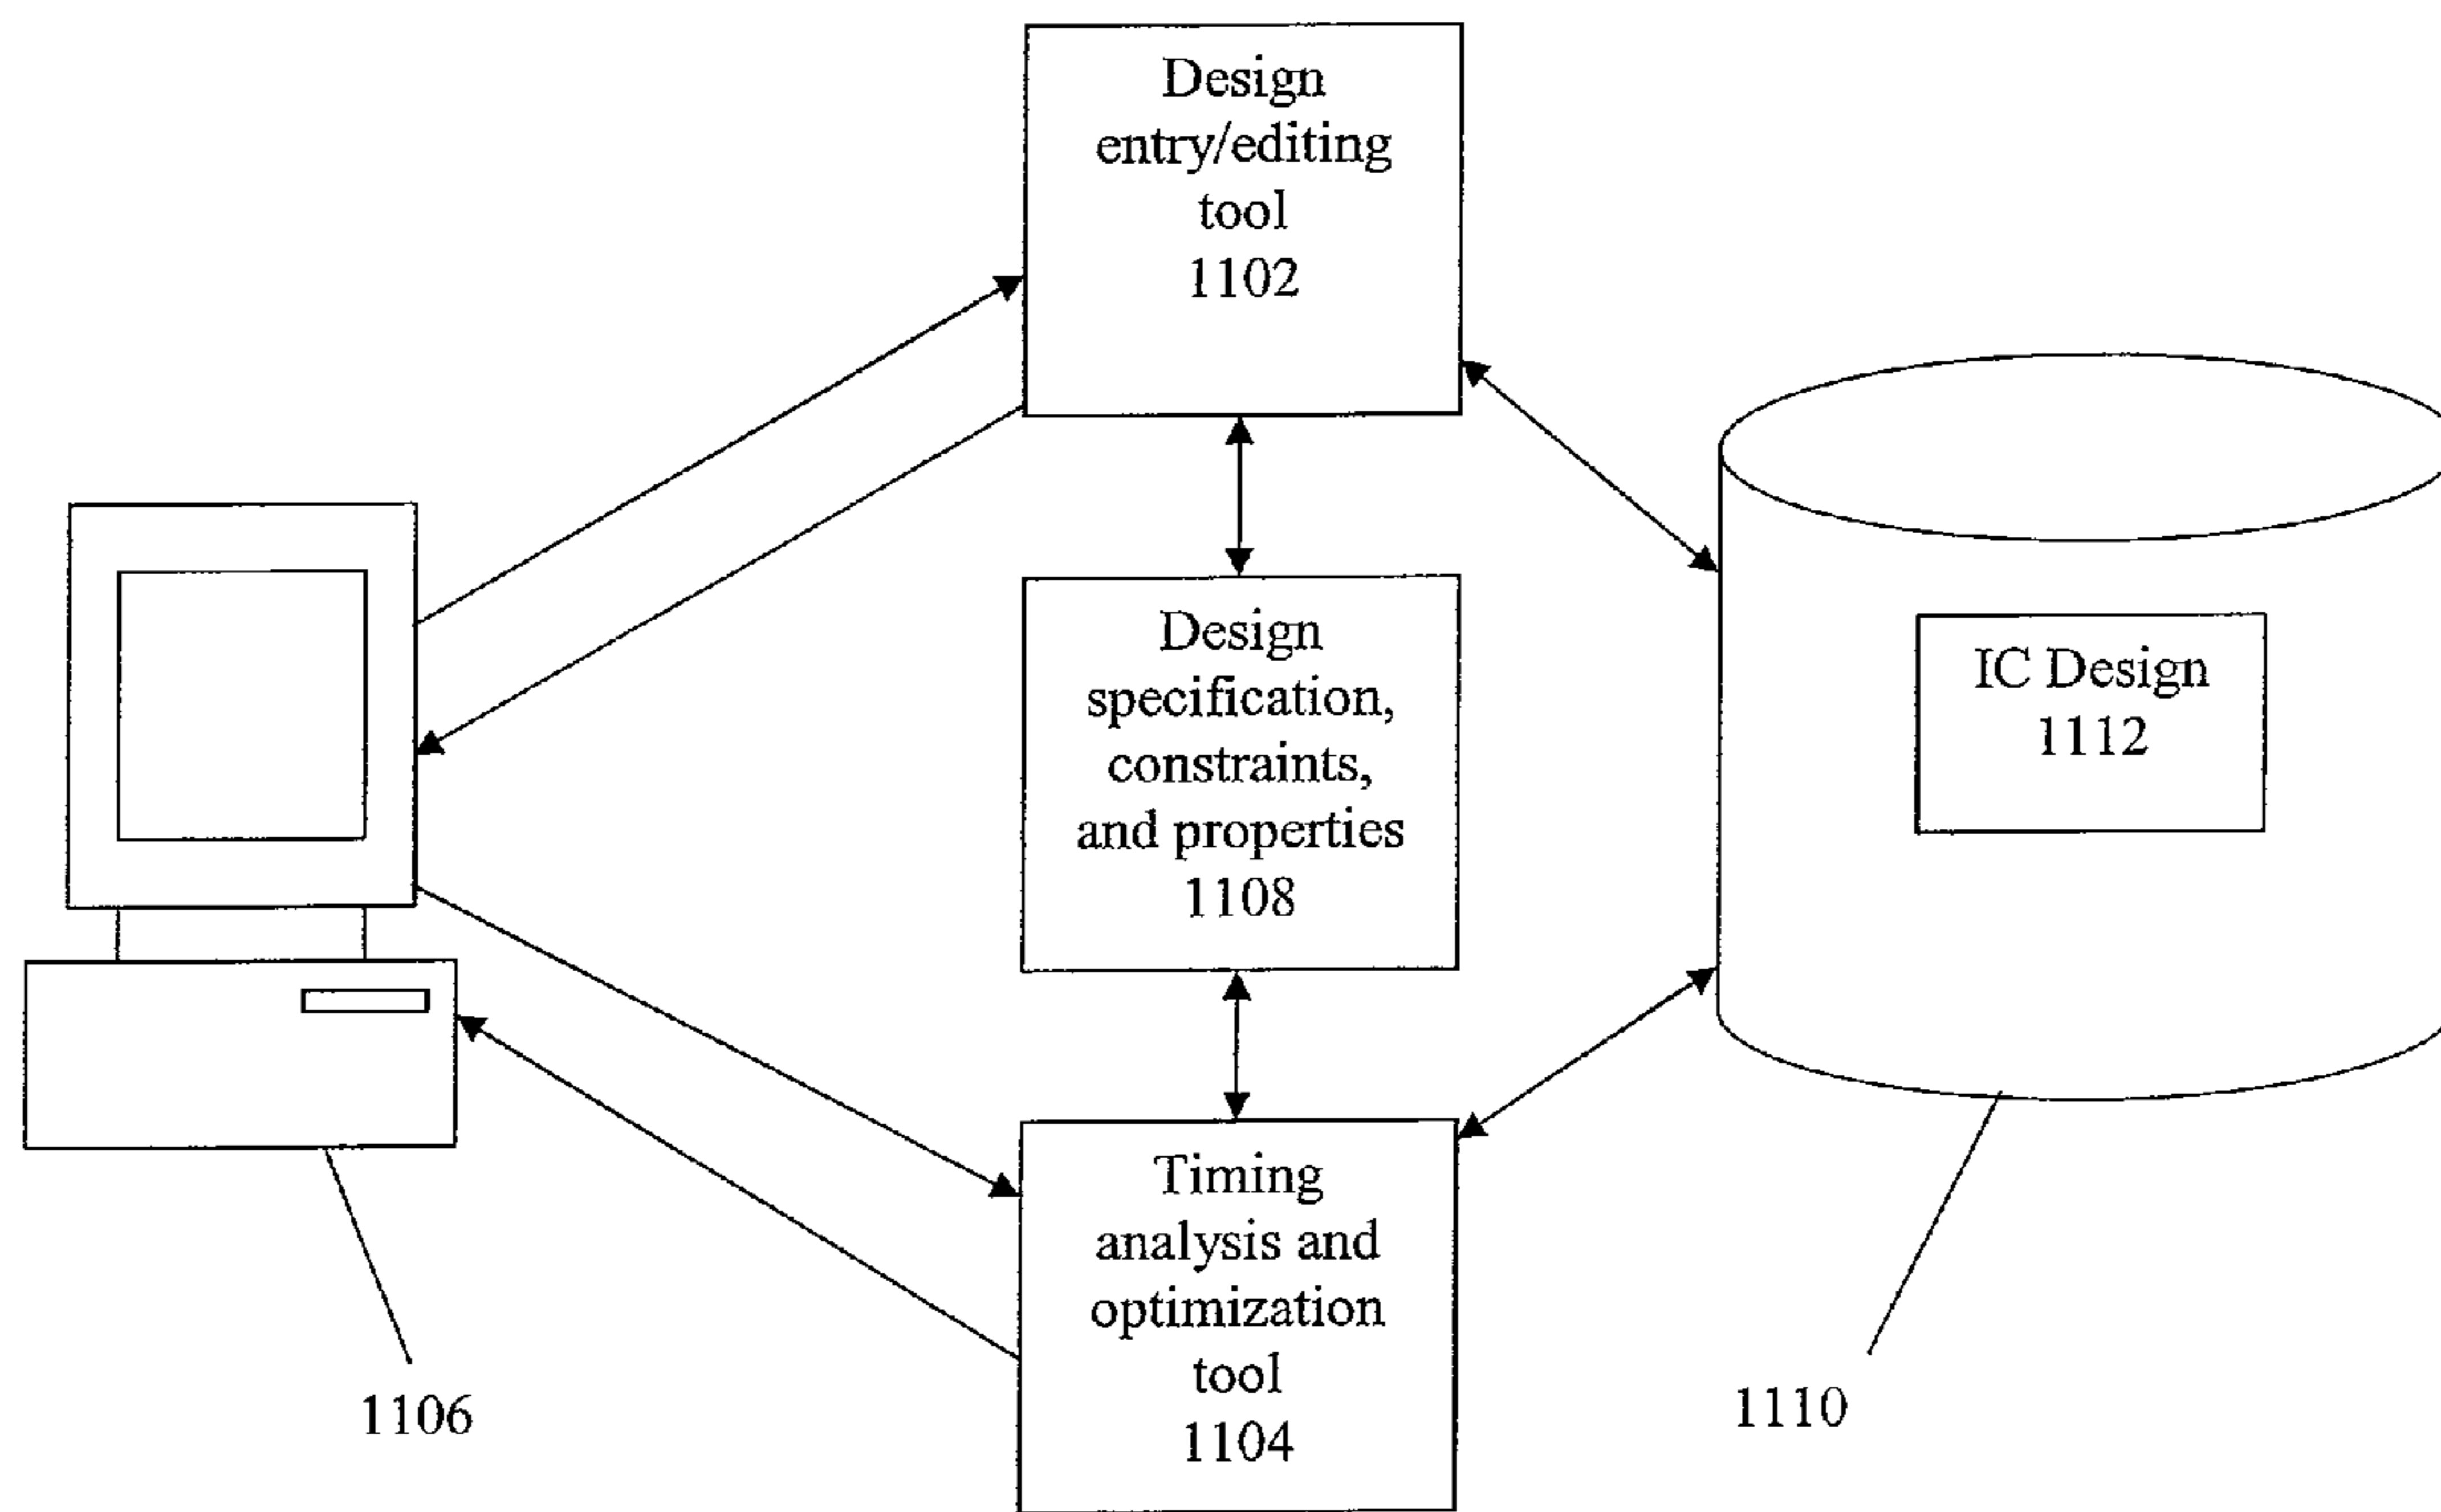 Design
entry/editing
tool
1102
Design
specification,
constraints,
and properties
1108
IC Design
1112
Timing
analysis and
optimization
tool
1104
1106
1110